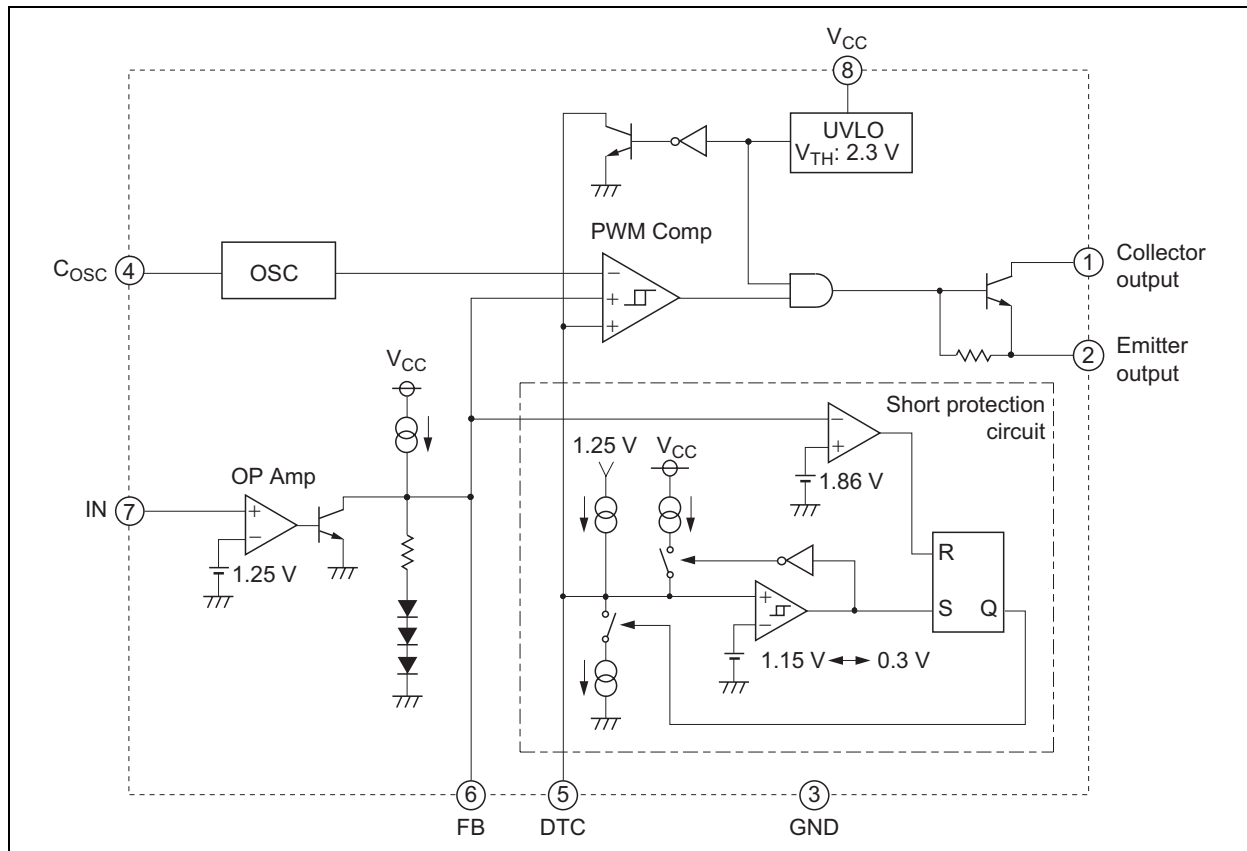 VCC
8
UVLO
VTH: 2.3 V
PWM Comp
COSC
4
OSC
−
+
+
1
Collector
output
2
Emitter
output
VCC
Short protection
circuit
1.25 V
VCC
−
+
1.86 V
OP Amp
IN
7
+
−
1.25 V
R
S
Q
+
−
1.15 V
0.3 V
6
FB
5
DTC
3
GND